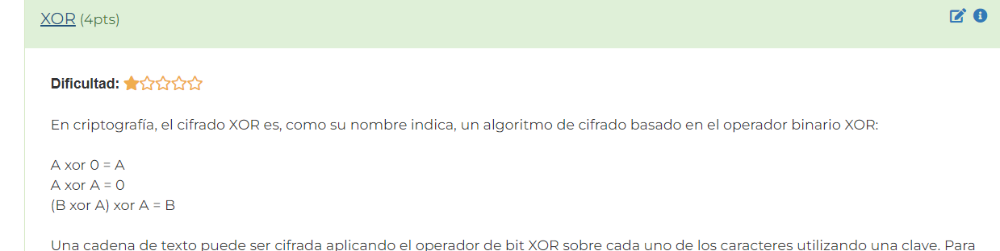 XOR (4pts)
Dificultad:
En criptografía, el cifrado XOR es, como su nombre indica, un algoritmo de cifrado basado en el operador binario XOR:
A xor 0 = A
A xor A = 0
(B xor A) xor A = B
Una cadena de texto puede ser cifrada aplicando el operador de bit XOR sobre cada uno de los caracteres utilizando una clave. Para